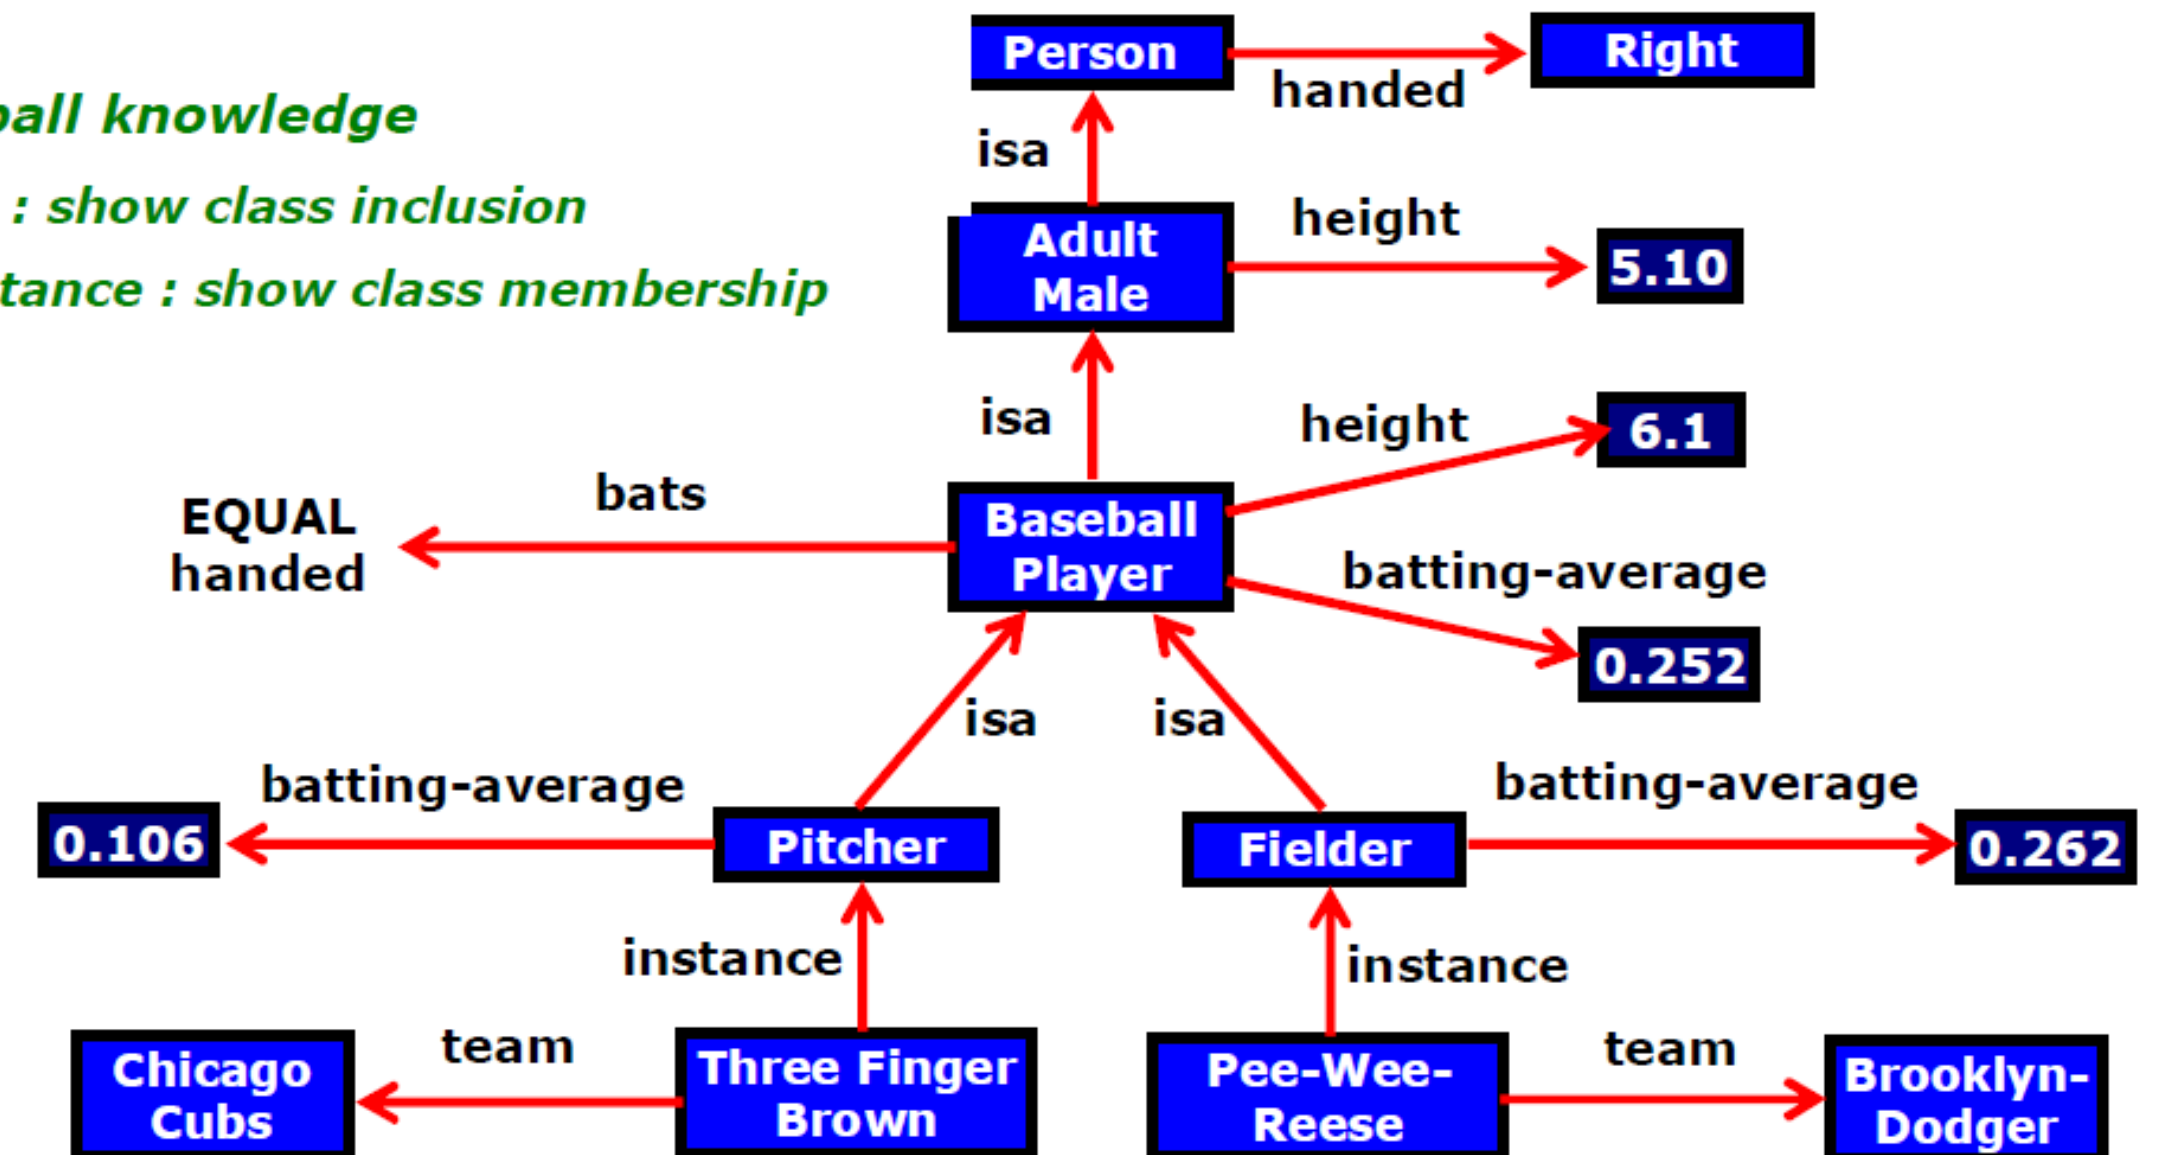 Person
Right
handed
ball knowledge
isa
: show class inclusion
height
Adult
Male
5.10
tance : show class membership
isa
height
6.1
bats
EQUAL
handed
Baseball
Player
batting-average
0.252
isa
isa
batting-average
batting-average
0.106
Pitcher
Fielder
0.262
instance
instance
team
team
Chicago
Cubs
Three Finger
Brown
Pee-Wee-
Reese
Brooklyn-
Dodger